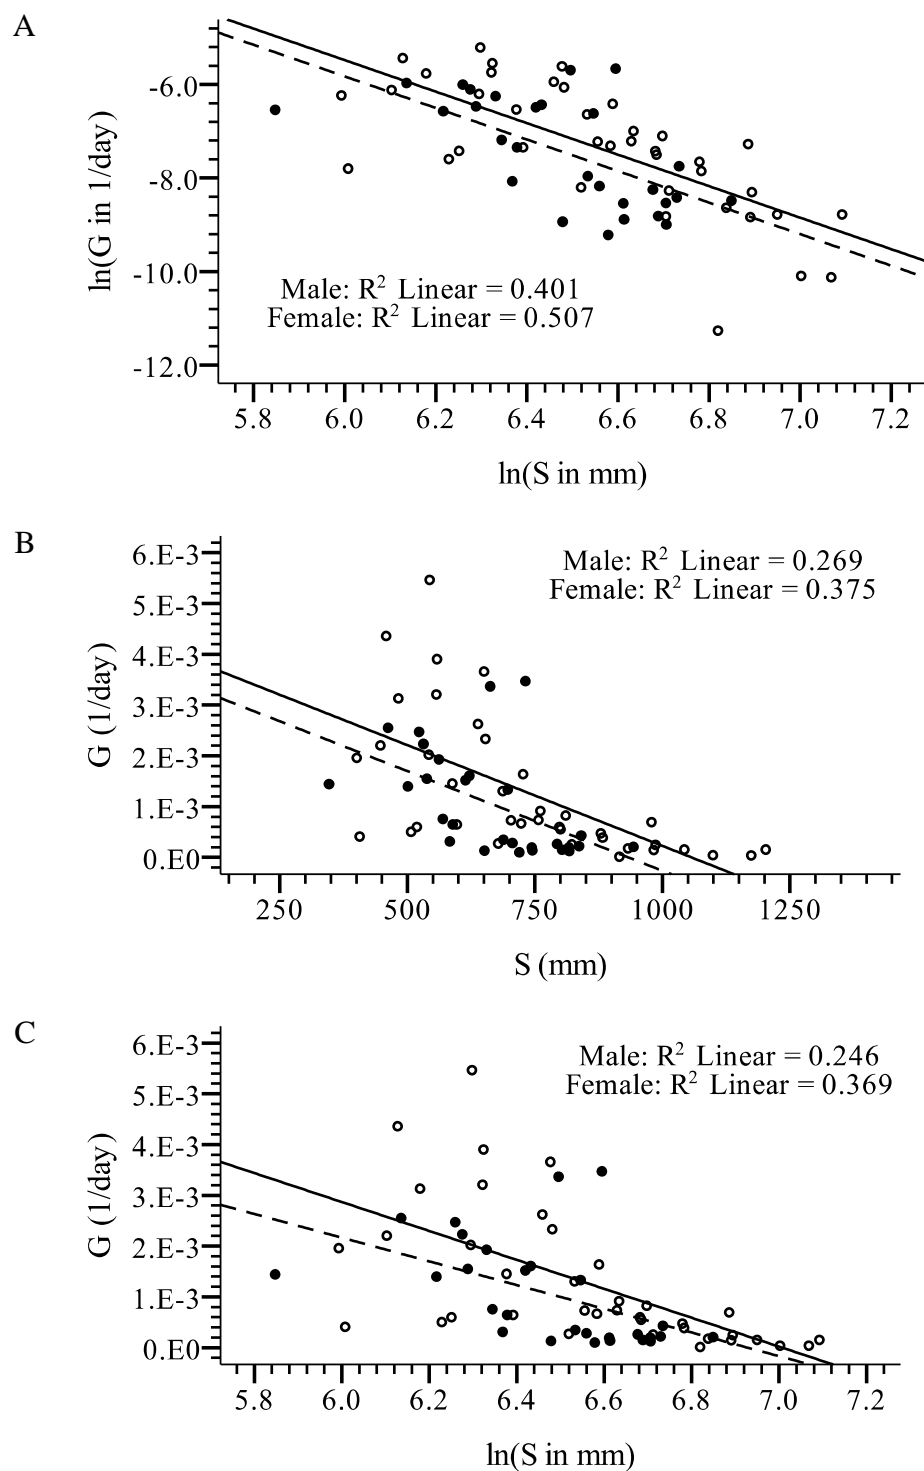 A
ln(G in 1/day)
-6.0
-8.0
-10.0
-12.0
Male: R² Linear = 0.401
Female: R² Linear = 0.507
5.8 6.0 6.2 6.4 6.6 6.8 7.0 7.2
ln(S in mm)
B
G (1/day)
6.E-3
5.E-3
4.E-3
3.E-3
2.E-3
1.E-3
0.E0
Male: R² Linear = 0.269
Female: R² Linear = 0.375
250 500 750 1000 1250
S (mm)
C
G (1/day)
6.E-3
5.E-3
4.E-3
3.E-3
2.E-3
1.E-3
0.E0
Male: R² Linear = 0.246
Female: R² Linear = 0.369
5.8 6.0 6.2 6.4 6.6 6.8 7.0 7.2
ln(S in mm)